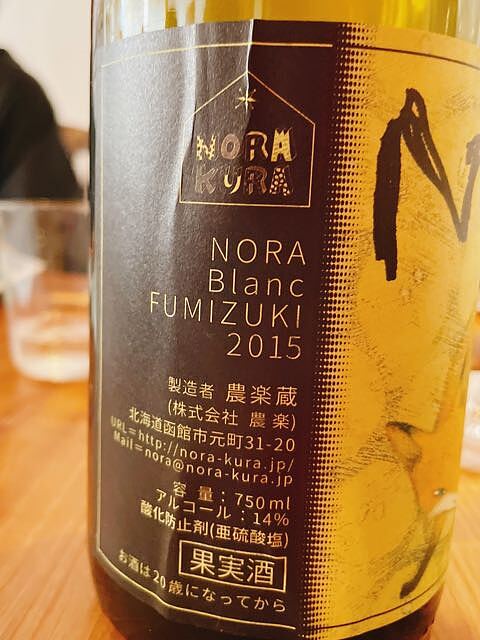 NORA
KURA
NORA
Blanc
FUMIZUKI
2015
製造者 農楽蔵
(株式会社 農楽)
北海道函館市元町31-20
URL=http://nora-kura.jp/
Mail=nora@nora-kura.jp
容 量:750ml
アルコール:14%
酸化防止剤(亜硫酸塩)
果実酒
お酒は20歳になってから
N